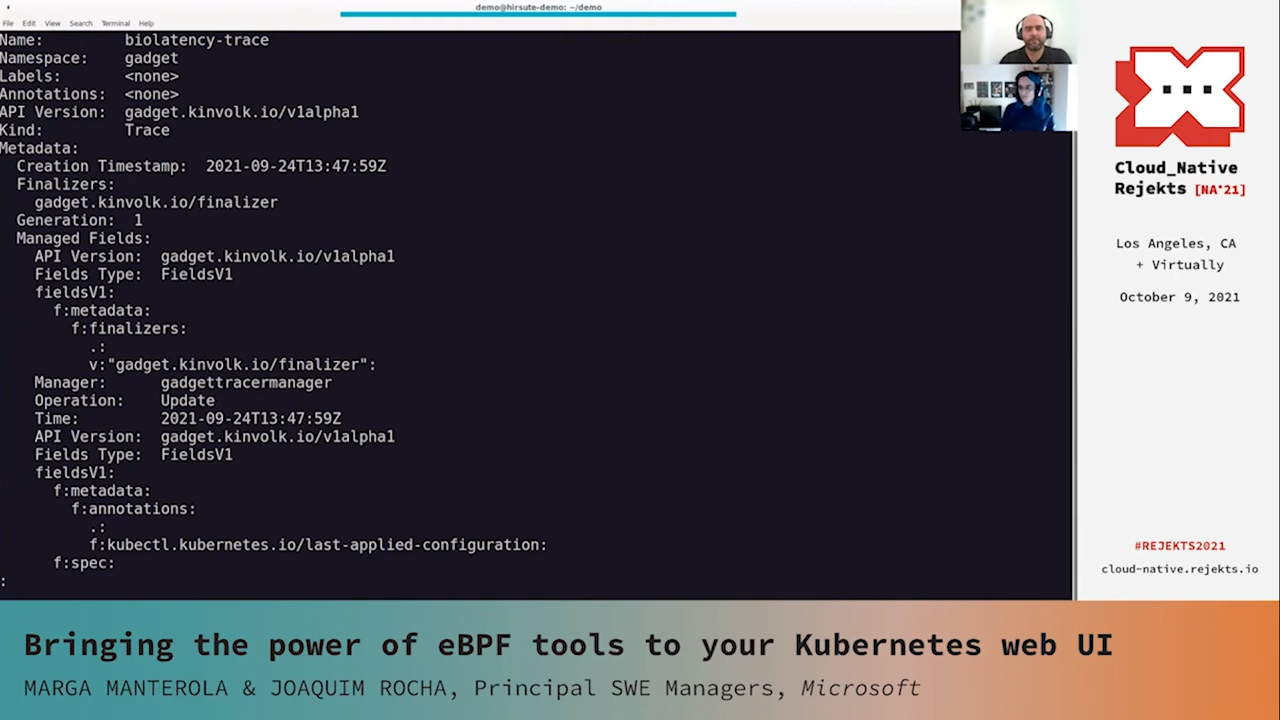 demo@hirsute-demo: ~/demo
File Edit View Search Terminal Help
Name: biolatency-trace
Namespace: gadget
Labels: <none>
Annotations: <none>
API Version: gadget.kinvolk.io/v1alpha1
Kind: Trace
Metadata:
Creation Timestamp: 2021-09-24T13:47:59Z
Finalizers:
gadget.kinvolk.io/finalizer
Generation: 1
Managed Fields:
API Version: gadget.kinvolk.io/v1alpha1
Fields Type: FieldsV1
fieldsV1:
f:metadata:
f:finalizers:
.:
v:"gadget.kinvolk.io/finalizer":
Manager: gadgettracermanager
Operation: Update
Time: 2021-09-24T13:47:59Z
API Version: gadget.kinvolk.io/v1alpha1
Fields Type: FieldsV1
fieldsV1:
f:metadata:
f:annotations:
.:
f:kubectl.kubernetes.io/last-applied-configuration:
f:spec:
:
Cloud_Native
Rejekts [NA'21]
Los Angeles, CA
+ Virtually
October 9, 2021
#REJEKTS2021
cloud-native.rejekts.io
Bringing the power of eBPF tools to your Kubernetes web UI
MARGA MANTEROLA & JOAQUIM ROCHA, Principal SWE Managers, Microsoft